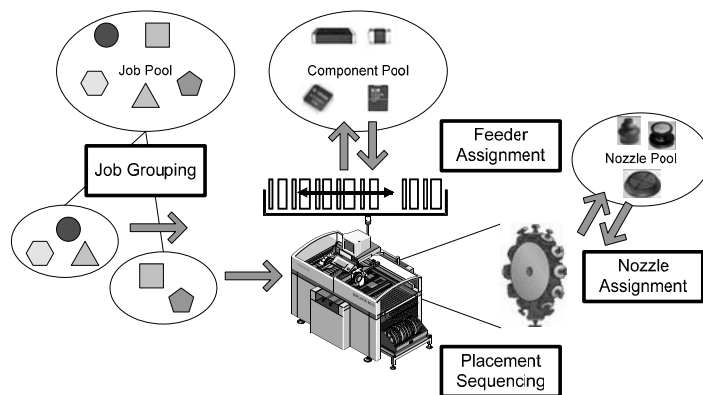 Job Pool
Component Pool
Job Grouping
Feeder
Assignment
Nozzle Pool
Nozzle
Assignment
Placement
Sequencing